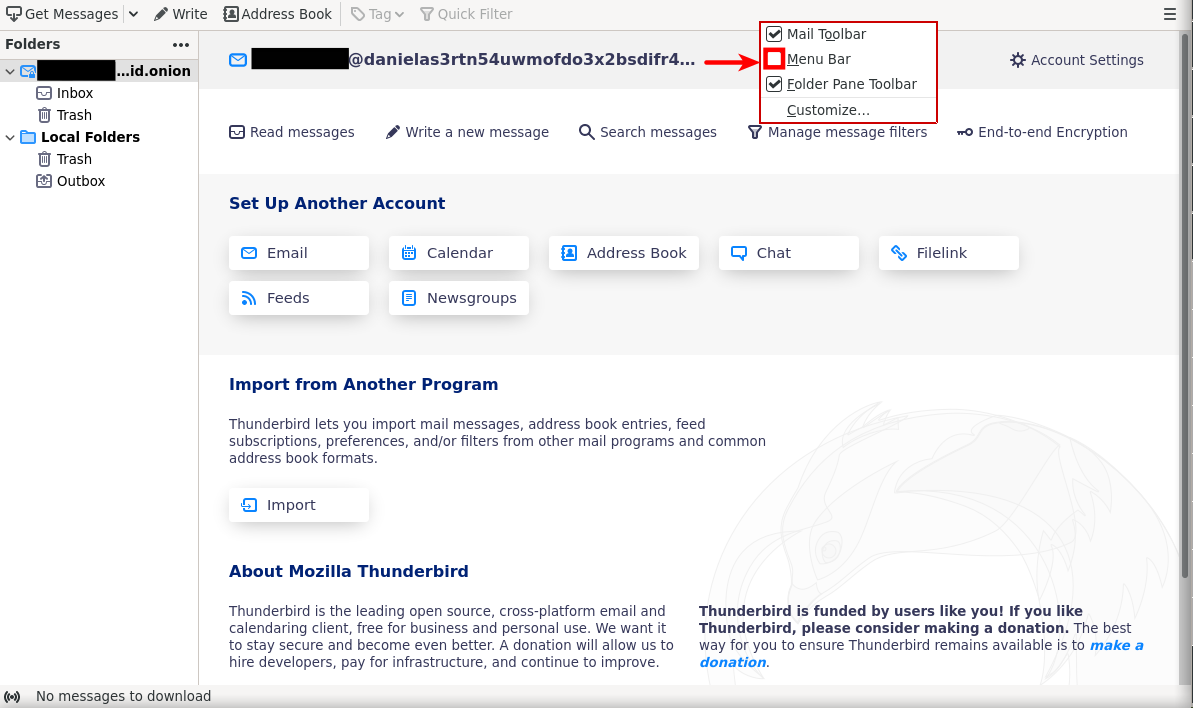 Get Messages Write Address Book Tag Quick Filter
Folders
...id.onion
Inbox
Trash
Local Folders
Trash
Outbox
@danielas3rtn54uwmofdo3x2bsdifr4...
Mail Toolbar
Menu Bar
Folder Pane Toolbar
Customize...
Account Settings
Read messages Write a new message Search messages Manage message filters End-to-end Encryption
Set Up Another Account
Email Calendar Address Book Chat Filelink
Feeds Newsgroups
Import from Another Program
Thunderbird lets you import mail messages, address book entries, feed
subscriptions, preferences, and/or filters from other mail programs and common
address book formats.
Import
About Mozilla Thunderbird
Thunderbird is the leading open source, cross-platform email and
calendaring client, free for business and personal use. We want it
to stay secure and become even better. A donation will allow us to
hire developers, pay for infrastructure, and continue to improve.
Thunderbird is funded by users like you! If you like
Thunderbird, please consider making a donation. The best
way for you to ensure Thunderbird remains available is to make a
donation.
No messages to download